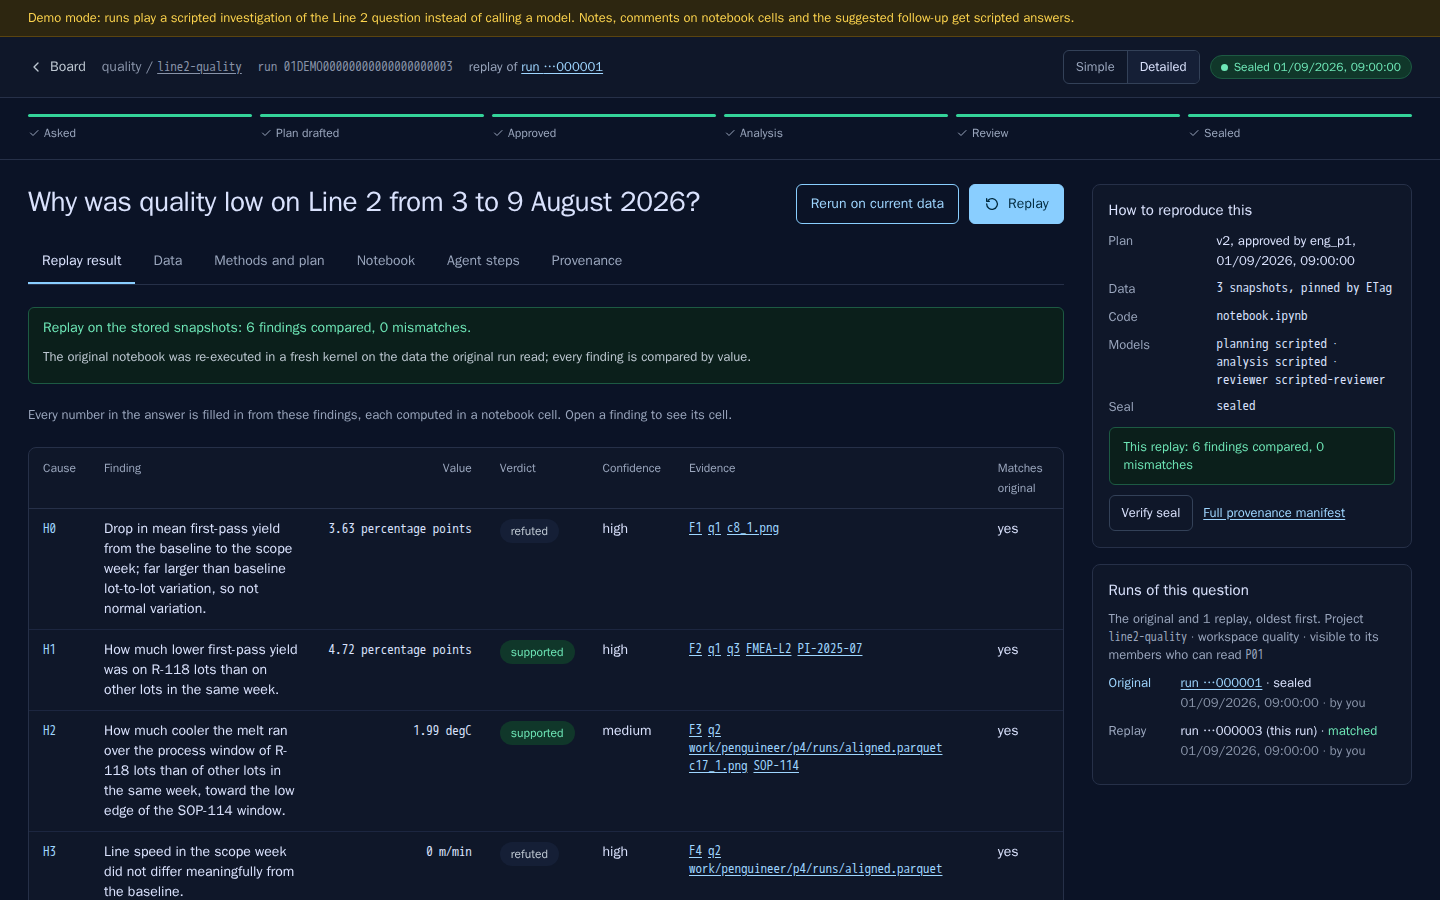 Demo mode: runs play a scripted investigation of the Line 2 question instead of calling a model. Notes, comments on notebook cells and the suggested follow-up get scripted answers.
Board quality / line2-quality run 01DEMO00000000000000000003 replay of run ···000001
Simple Detailed Sealed 01/09/2026, 09:00:00
Asked Plan drafted Approved Analysis Review Sealed
Why was quality low on Line 2 from 3 to 9 August 2026?
Rerun on current data Replay
Replay result Data Methods and plan Notebook Agent steps Provenance
Replay on the stored snapshots: 6 findings compared, 0 mismatches.
The original notebook was re-executed in a fresh kernel on the data the original run read; every finding is compared by value.
Every number in the answer is filled in from these findings, each computed in a notebook cell. Open a finding to see its cell.
Cause Finding Value Verdict Confidence Evidence Matches
original
H0 Drop in mean first-pass yield 3.63 percentage points refuted high F1 q1 c8_1.png yes
from the baseline to the scope
week; far larger than baseline
lot-to-lot variation, so not
normal variation.
H1 How much lower first-pass yield 4.72 percentage points supported high F2 q1 q3 FMEA-L2 PI-2025-07 yes
was on R-118 lots than on
other lots in the same week.
H2 How much cooler the melt ran 1.99 degC supported medium F3 q2 yes
over the process window of R- work/penguineer/p4/runs/aligned.parquet
118 lots than of other lots in c17_1.png SOP-114
the same week, toward the low
edge of the SOP-114 window.
H3 Line speed in the scope week 0 m/min refuted high F4 q2 yes
did not differ meaningfully from work/penguineer/p4/runs/aligned.parquet
the baseline.
How to reproduce this
Plan v2, approved by eng_p1,
01/09/2026, 09:00:00
Data 3 snapshots, pinned by ETag
Code notebook.ipynb
Models planning scripted ·
analysis scripted ·
reviewer scripted-reviewer
Seal sealed
This replay: 6 findings compared, 0
mismatches
Verify seal Full provenance manifest
Runs of this question
The original and 1 replay, oldest first. Project
line2-quality · workspace quality · visible to its
members who can read P01
Original run ···000001 · sealed
01/09/2026, 09:00:00 · by you
Replay run ···000003 (this run) · matched
01/09/2026, 09:00:00 · by you